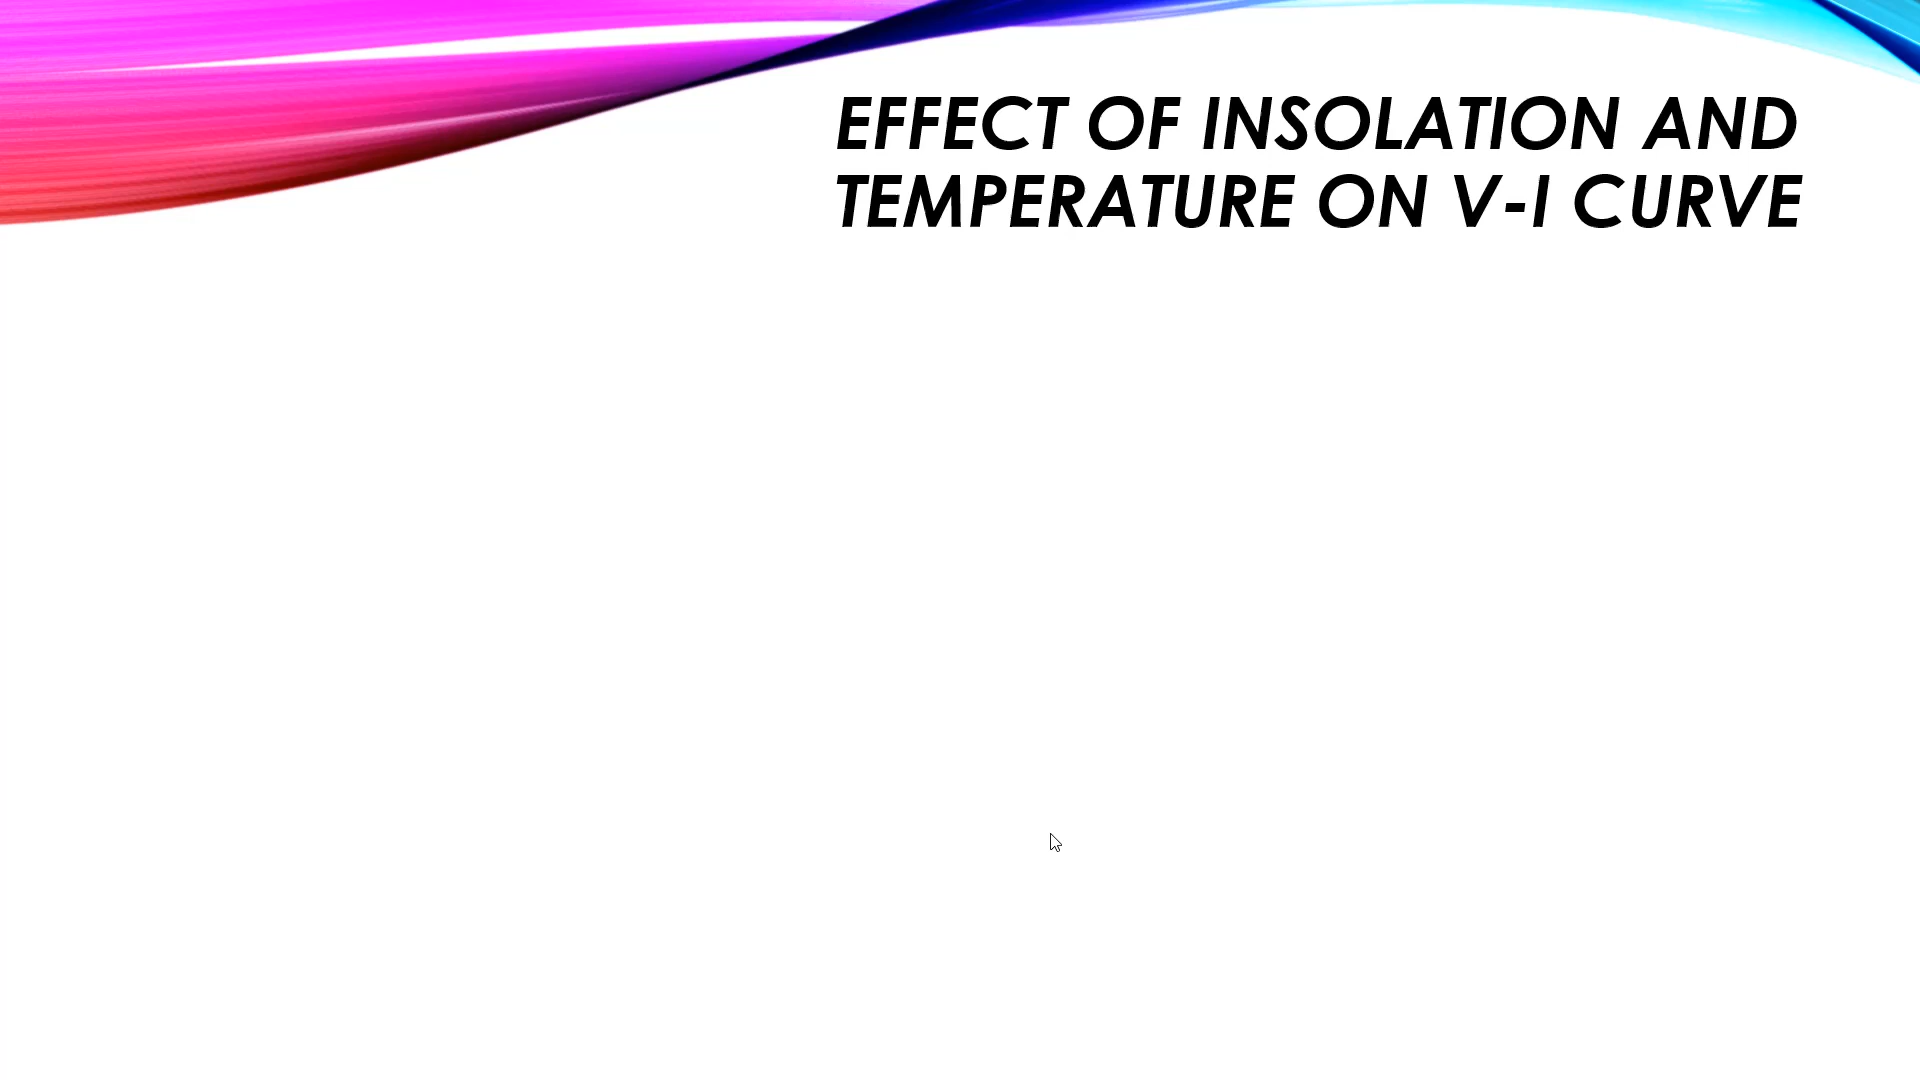 EFFECT OF INSOLATION AND
TEMPERATURE ON V-I CURVE